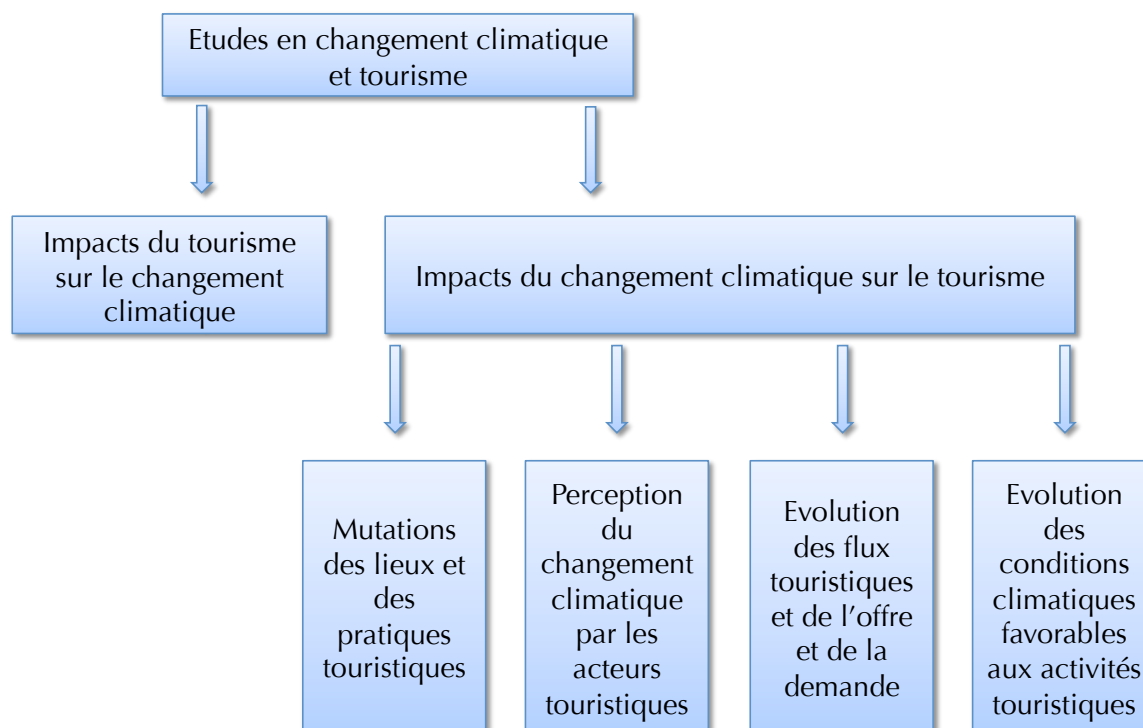 Etudes en changement climatique
et tourisme
Impacts du tourisme
sur le changement
climatique
Impacts du changement climatique sur le tourisme
Mutations
des lieux et
des
pratiques
touristiques
Perception
du
changement
climatique
par les
acteurs
touristiques
Evolution
des flux
touristiques
et de l’offre
et de la
demande
Evolution
des
conditions
climatiques
favorables
aux activités
touristiques